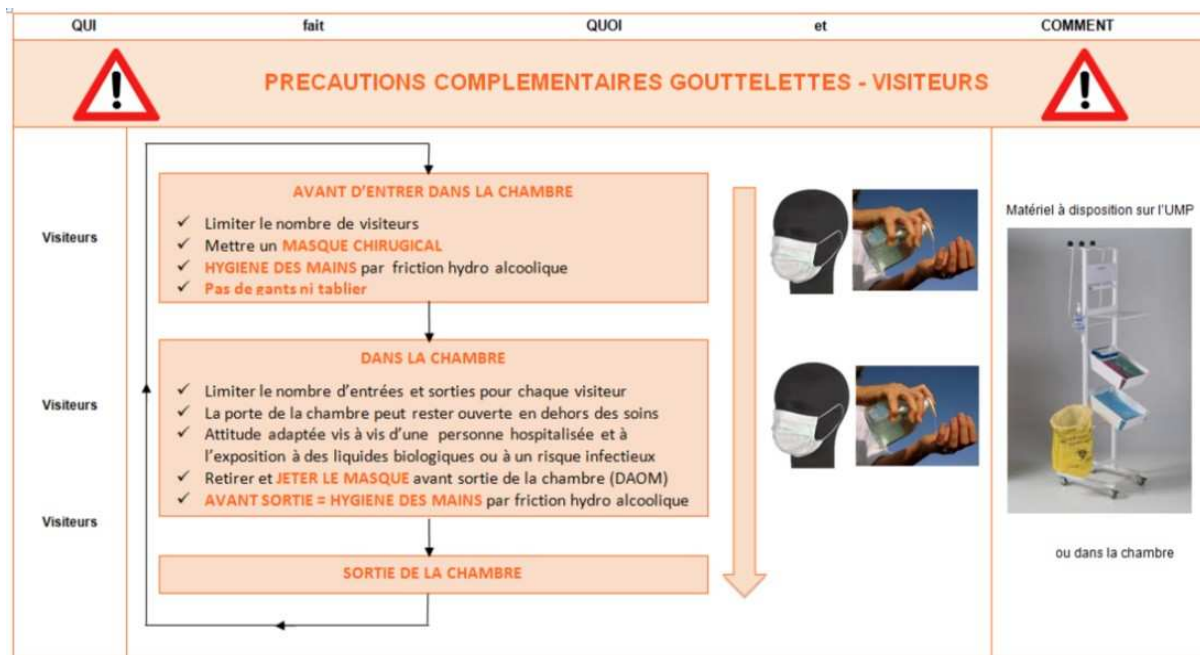 QUI fait QUOI et COMMENT
PRECAUTIONS COMPLEMENTAIRES GOUTTELETTES - VISITEURS
Visiteurs
AVANT D'ENTRER DANS LA CHAMBRE
✓ Limiter le nombre de visiteurs
✓ Mettre un MASQUE CHIRUGICAL
✓ HYGIENE DES MAINS par friction hydro alcoolique
✓ Pas de gants ni tablier
Matériel à disposition sur l'UMP
Visiteurs
DANS LA CHAMBRE
✓ Limiter le nombre d'entrées et sorties pour chaque visiteur
✓ La porte de la chambre peut rester ouverte en dehors des soins
✓ Attitude adaptée vis à vis d'une personne hospitalisée et à
l'exposition à des liquides biologiques ou à un risque infectieux
✓ Retirer et JETER LE MASQUE avant sortie de la chambre (DAOM)
✓ AVANT SORTIE = HYGIENE DES MAINS par friction hydro alcoolique
Visiteurs
SORTIE DE LA CHAMBRE
ou dans la chambre